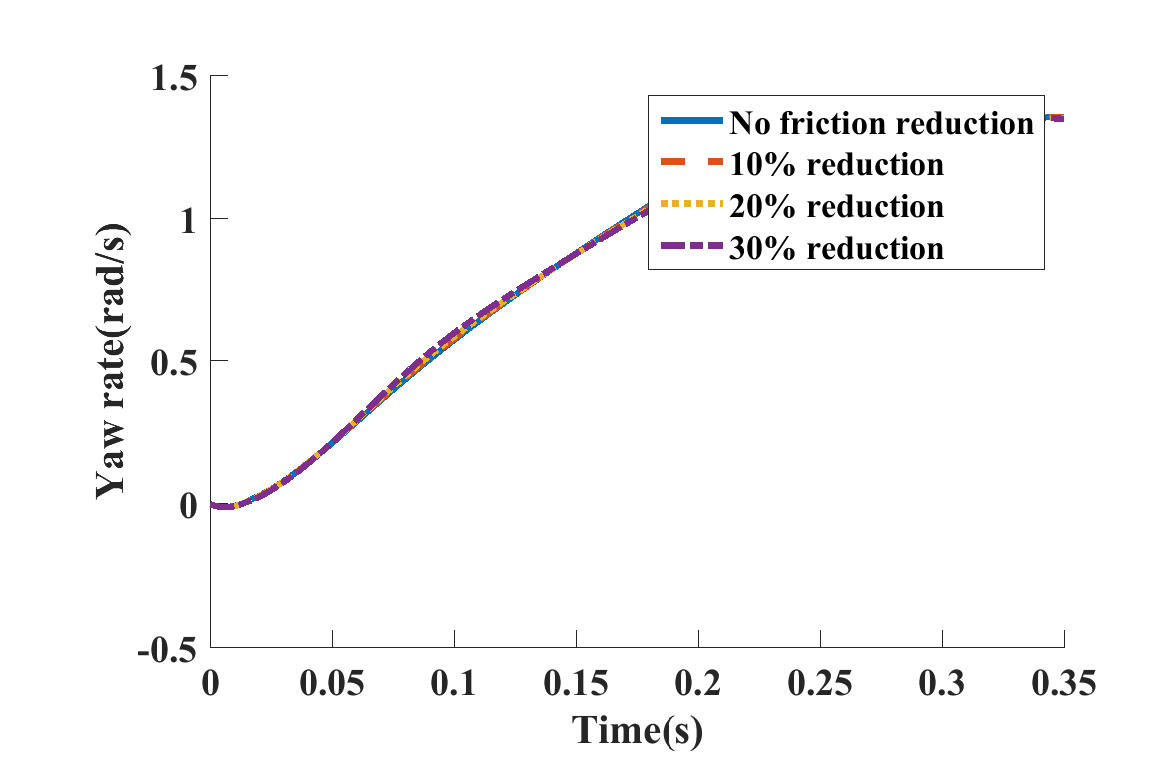 1.5
1
0.5
0
-0.5
Yaw rate(rad/s)
No friction reduction
10% reduction
20% reduction
30% reduction
0 0.05 0.1 0.15 0.2 0.25 0.3 0.35
Time(s)